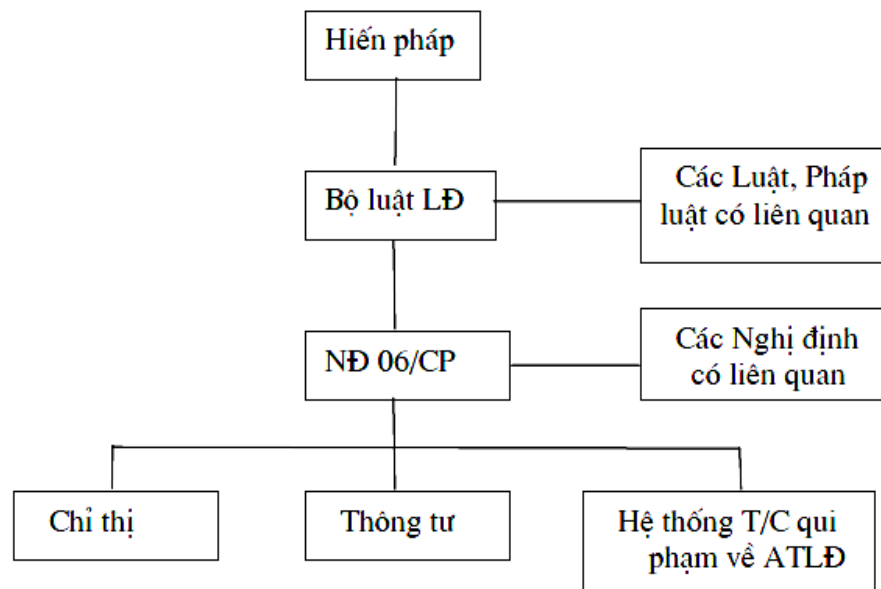 Hiến pháp
Bộ luật LĐ
Các Luật, Pháp
luật có liên quan
NĐ 06/CP
Các Nghị định
có liên quan
Chỉ thị
Thông tư
Hệ thống T/C qui
phạm về ATLĐ